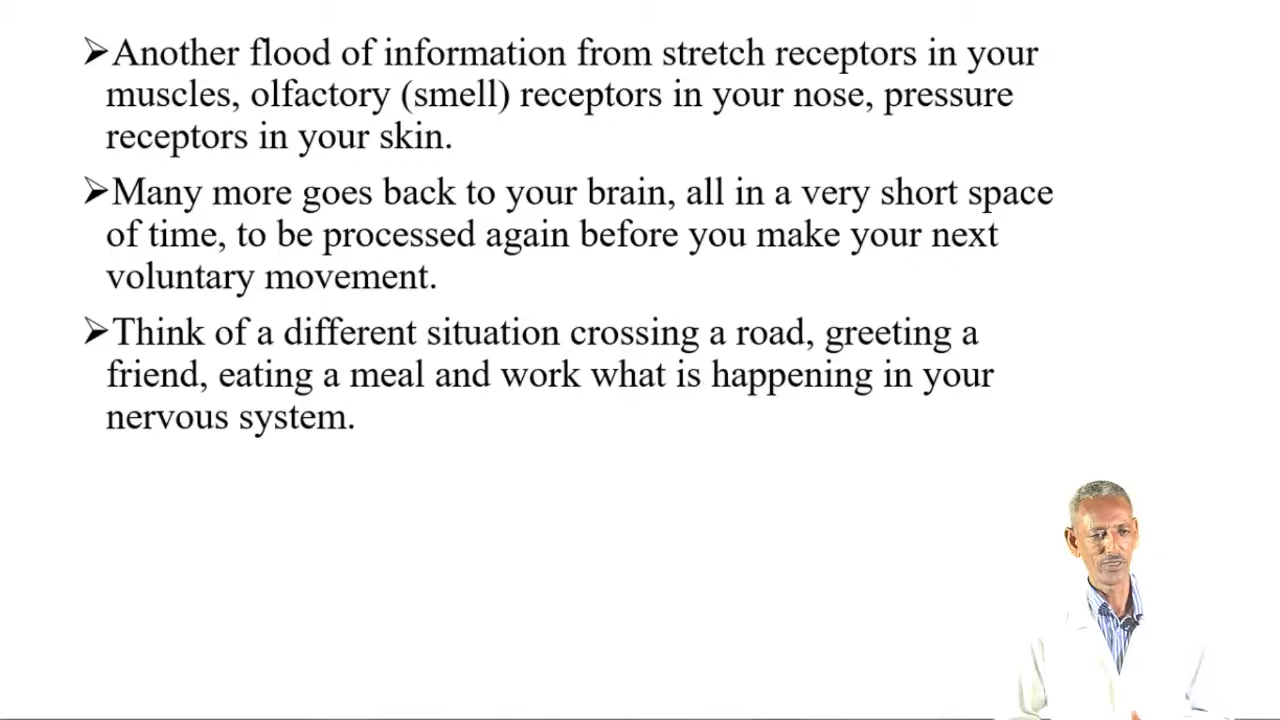 ➢Another flood of information from stretch receptors in your
muscles, olfactory (smell) receptors in your nose, pressure
receptors in your skin.
➢Many more goes back to your brain, all in a very short space
of time, to be processed again before you make your next
voluntary movement.
➢Think of a different situation crossing a road, greeting a
friend, eating a meal and work what is happening in your
nervous system.